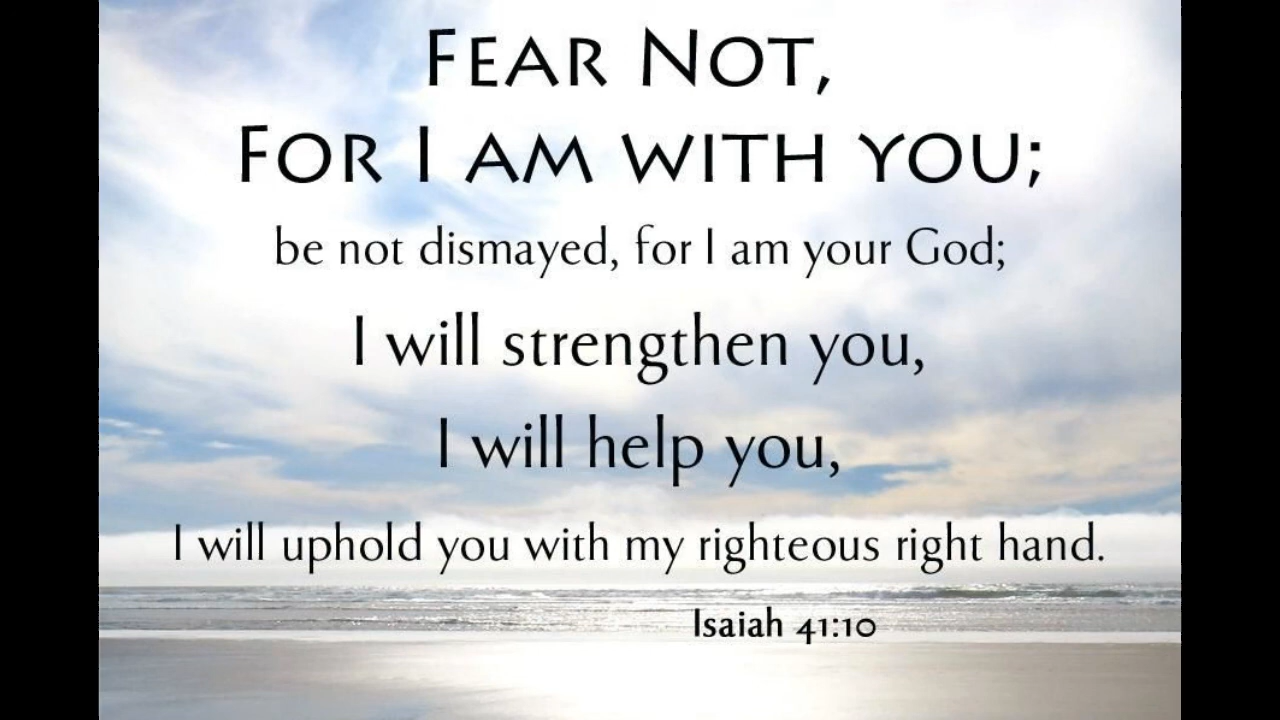 FEAR NOT,
FOR I AM WITH YOU;
be not dismayed, for I am your God;
I will strengthen you,
I will help you,
I will uphold you with my righteous right hand.
Isaiah 41:10